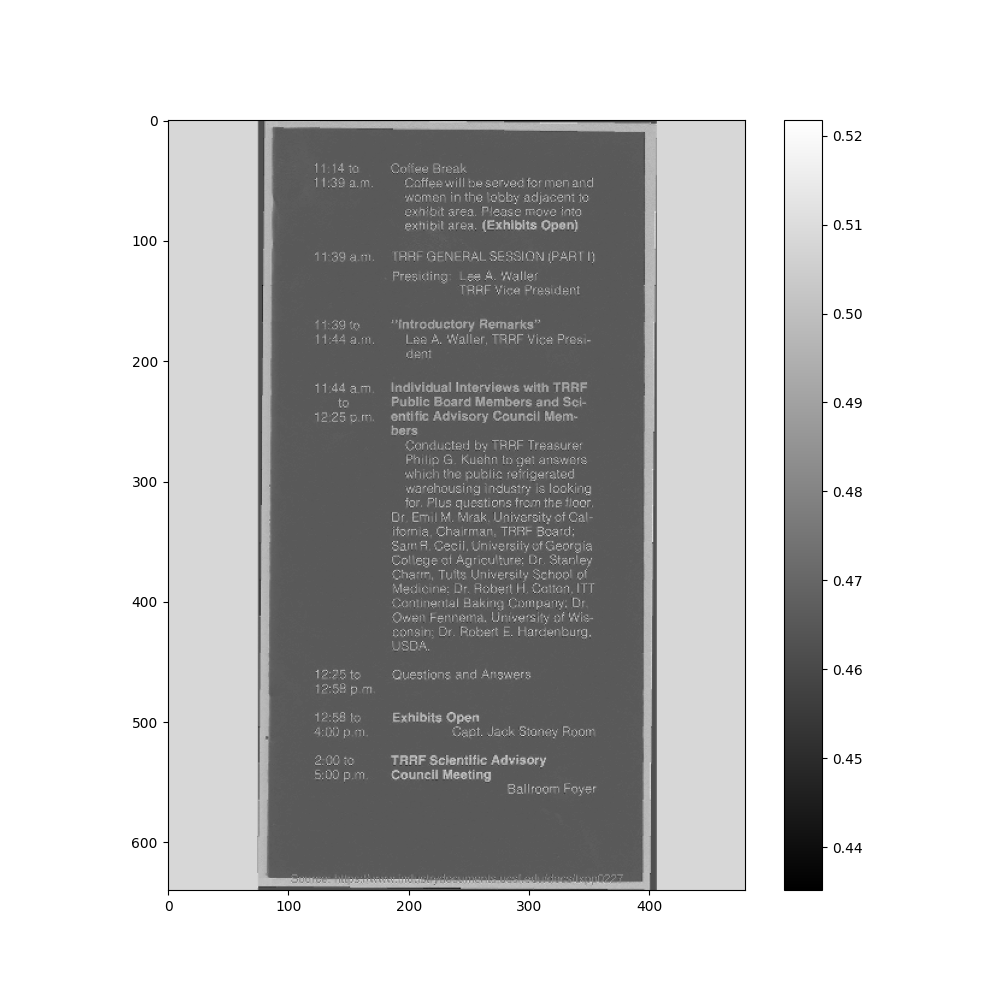 11:14 to Coffee Break
11:39 a.m. Coffee will be served for men and
women in the lobby adjacent to
exhibit area. Please move into
exhibit area. (Exhibits Open)
11:39 a.m. TRRF GENERAL SESSION (PART I)
Presiding: Lee A. Waller
TRRF Vice President
11:39 to "Introductory Remarks"
11:44 a.m. Lee A. Waller, TRRF Vice Presi-
dent
11:44 a.m. Individual Interviews with TRRF
to Public Board Members and Sci-
12:25 p.m. entific Advisory Council Mem-
bers
Conducted by TRRF Treasurer
Philip G. Kuehn to get answers
which the public refrigerated
warehousing industry is looking
for. Plus questions from the floor.
Dr. Emil M. Mrak, University of Cal-
ifornia, Chairman, TRRF Board;
Sam R. Cecil, University of Georgia
College of Agriculture; Dr. Stanley
Charm, Tufts University School of
Medicine; Dr. Robert H. Cotton, ITT
Continental Baking Company; Dr.
Owen Fennema, University of Wis-
consin; Dr. Robert E. Hardenburg,
USDA.
12:25 to Questions and Answers
12:58 p.m.
12:58 to Exhibits Open
4:00 p.m. Capt. Jack Stoney Room
2:00 to TRRF Scientific Advisory
5:00 p.m. Council Meeting
Ballroom Foyer
Source:
0
100
200
300
400
500
600
0 100 200 300 400
0.52
0.51
0.50
0.49
0.48
0.47
0.46
0.45
0.44